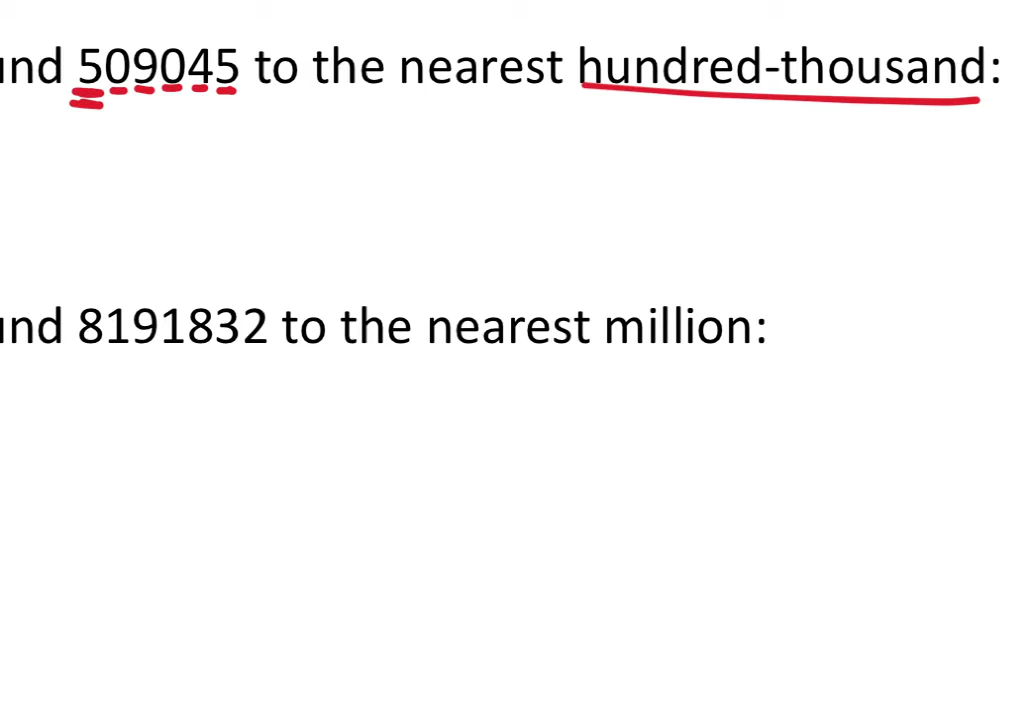 und 509045 to the nearest hundred-thousand:
und 8191832 to the nearest million: